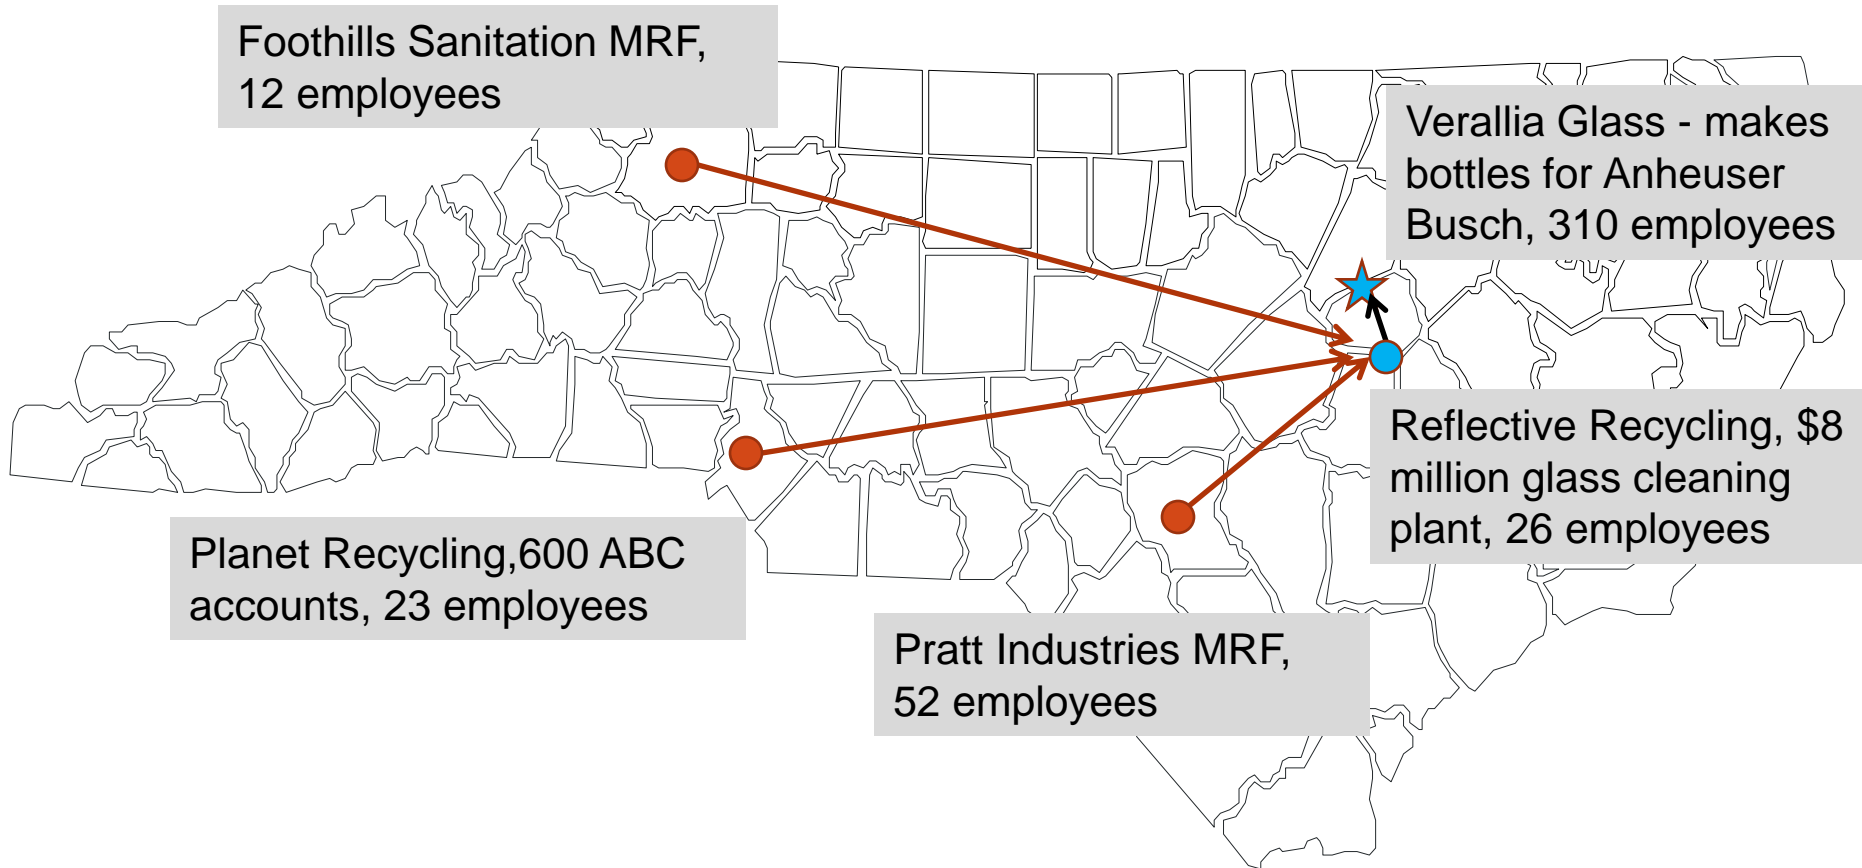 Foothills Sanitation MRF,
12 employees
Verallia Glass - makes
bottles for Anheuser
Busch, 310 employees
Reflective Recycling, $8
million glass cleaning
plant, 26 employees
Planet Recycling,600 ABC
accounts, 23 employees
Pratt Industries MRF,
52 employees